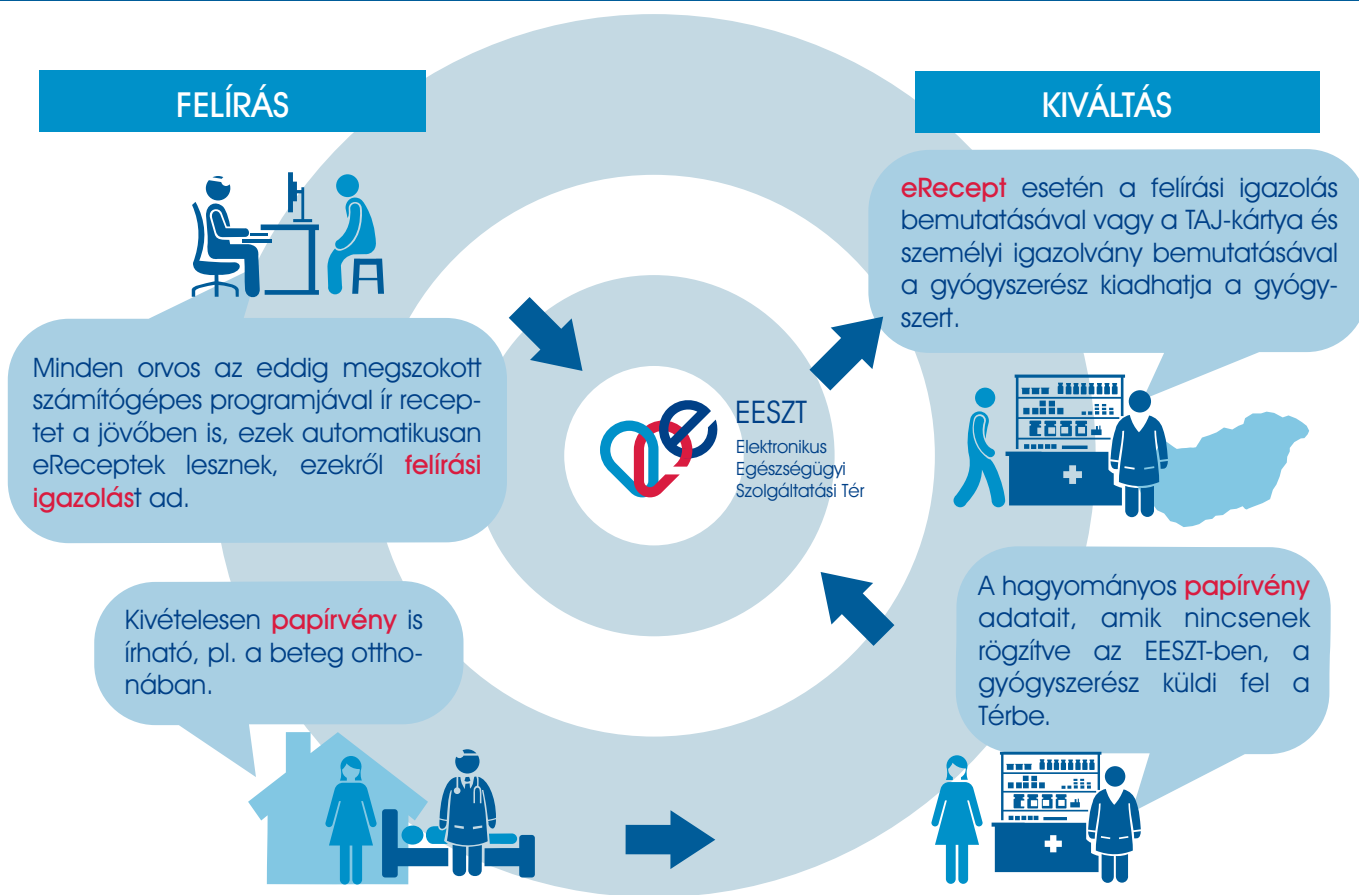 FELÍRÁS
Minden orvos az eddig megszokott
számítógépes programjával ír recep-
tet a jövőben is, ezek automatikusan
eReceptek lesznek, ezekről felírási
igazolást ad.
Kivételesen papírvény is
írható, pl. a beteg ottho-
nában.
EESZT
Elektronikus
Egészségügyi
Szolgáltatási Tér
KIVÁLTÁS
eRecept esetén a felírási igazolás
bemutatásával vagy a TAJ-kártya és
személyi igazolvány bemutatásával
a gyógyszerész kiadhatja a gyógy-
szert.
A hagyományos papírvény
adatait, amik nincsenek
rögzítve az EESZT-ben, a
gyógyszerész küldi fel a
Térbe.